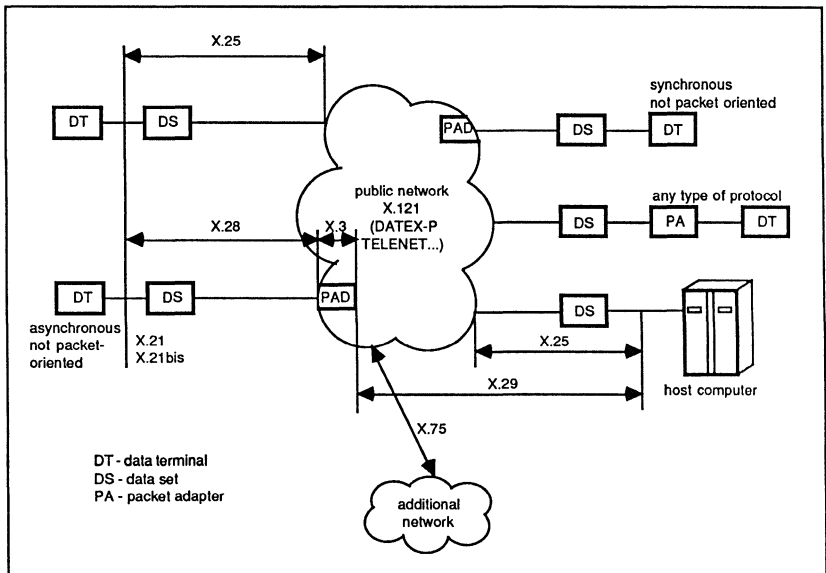 X.25
DT
DS
PAD
DS
DT
synchronous
not packet oriented
public network
X.121
(DATEX-P
TELENET...)
any type of protocol
DS
PA
DT
X.28
X.3
DT
DS
PAD
asynchronous
not packet-
oriented
X.21
X.21bis
DS
X.25
X.29
host computer
X.75
DT - data terminal
DS - data set
PA - packet adapter
additional
network